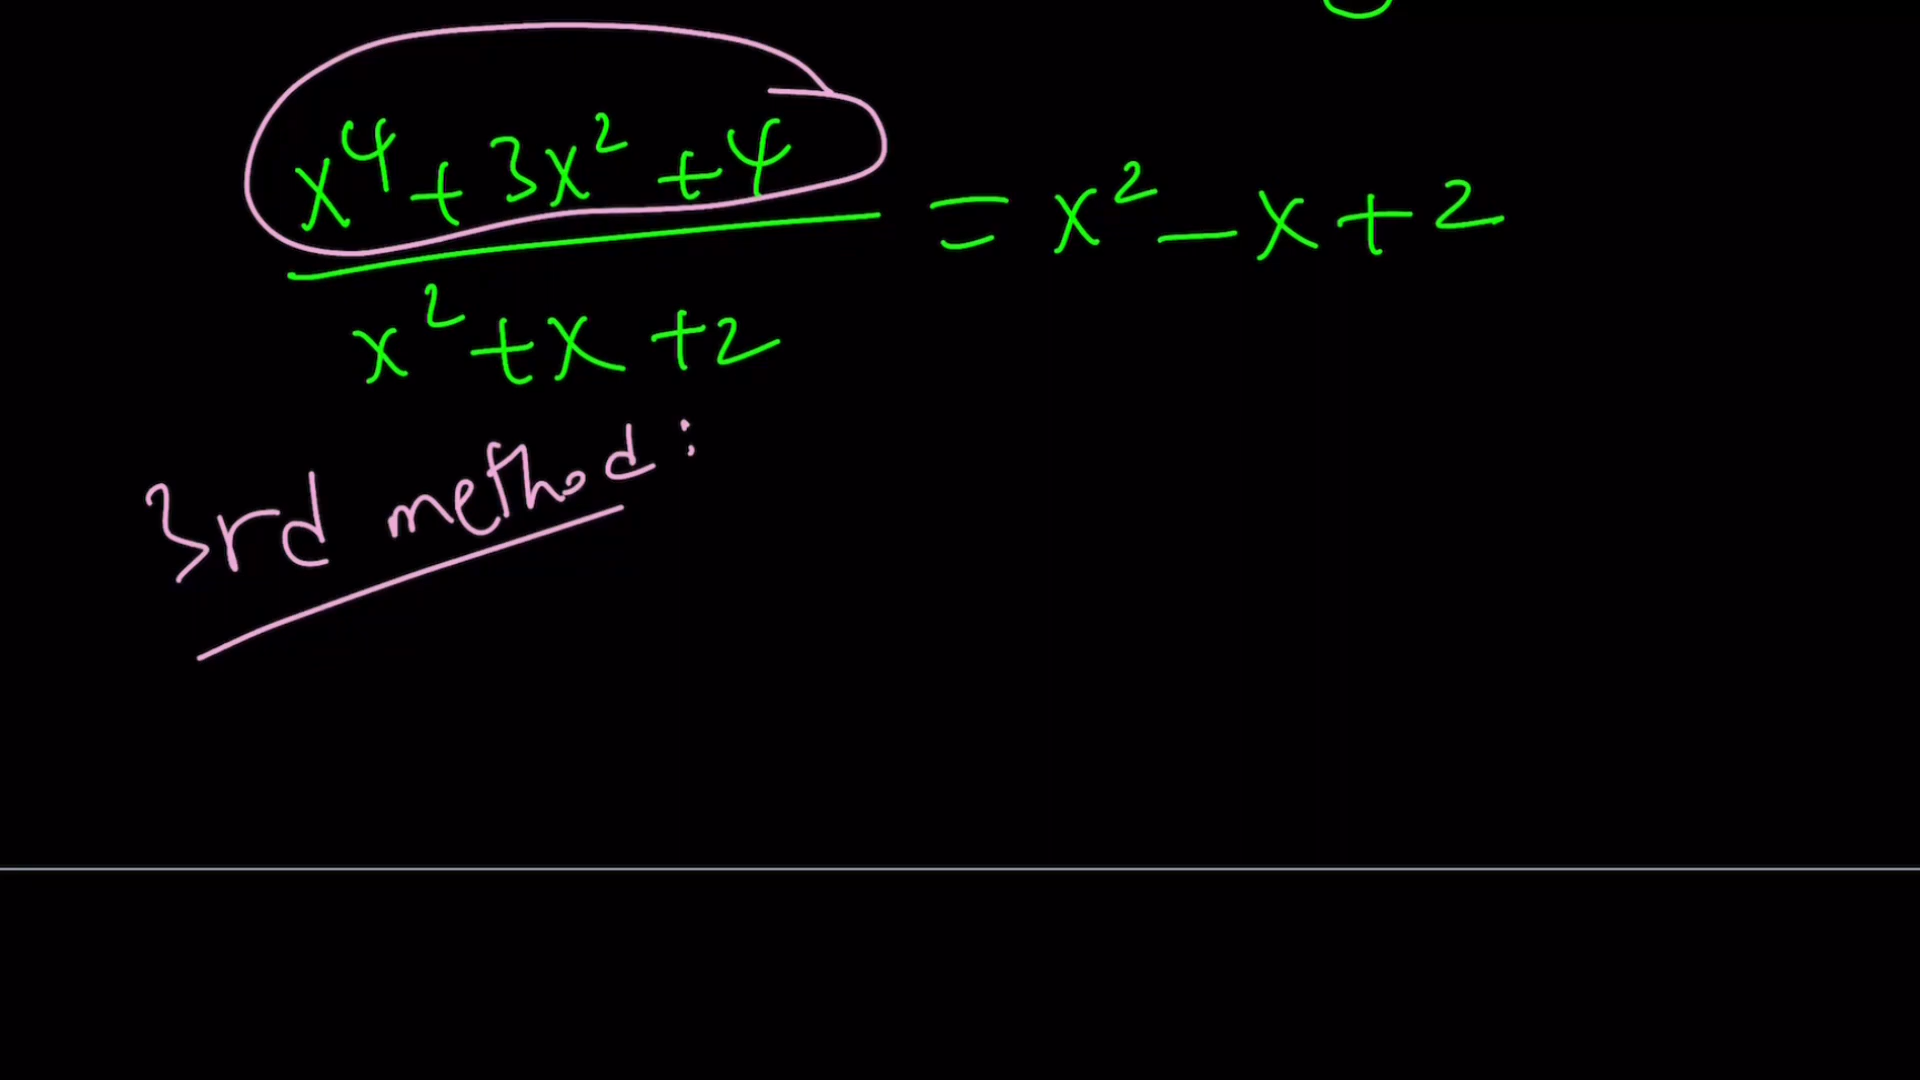 x⁴ + 3x² + 4
= x² - x + 2
x² + x + 2
3rd method: